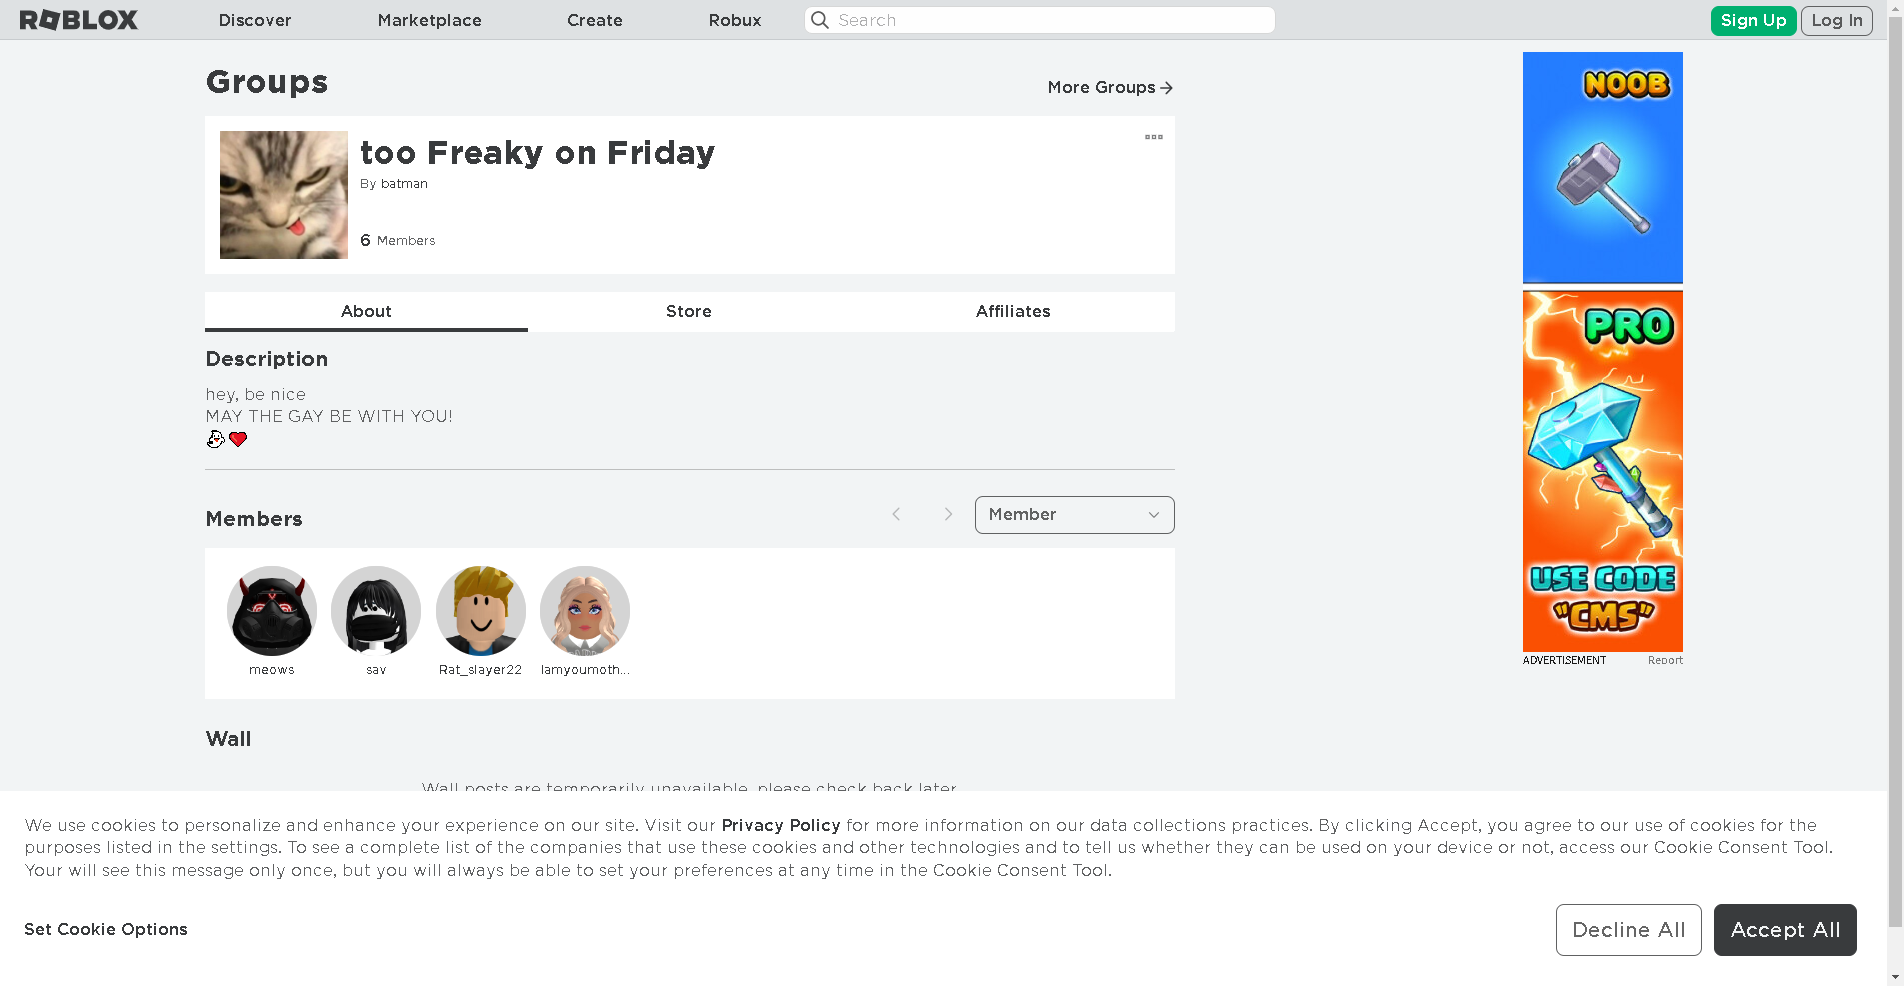 ROBLOX
Discover
Marketplace
Create
Robux
Search
Sign Up
Log In
Groups
More Groups
too Freaky on Friday
By batman
6 Members
About
Store
Affiliates
Description
hey, be nice
MAY THE GAY BE WITH YOU!
Members
Member
meows
sav
Rat_slayer22
Iamyoumoth...
Wall
Wall posts are temporarily unavailable, please check back later.
NOOB
PRO
USE CODE
"CMS"
ADVERTISEMENT
Report
We use cookies to personalize and enhance your experience on our site. Visit our Privacy Policy for more information on our data collections practices. By clicking Accept, you agree to our use of cookies for the
purposes listed in the settings. To see a complete list of the companies that use these cookies and other technologies and to tell us whether they can be used on your device or not, access our Cookie Consent Tool.
Your will see this message only once, but you will always be able to set your preferences at any time in the Cookie Consent Tool.
Set Cookie Options
Decline All
Accept All